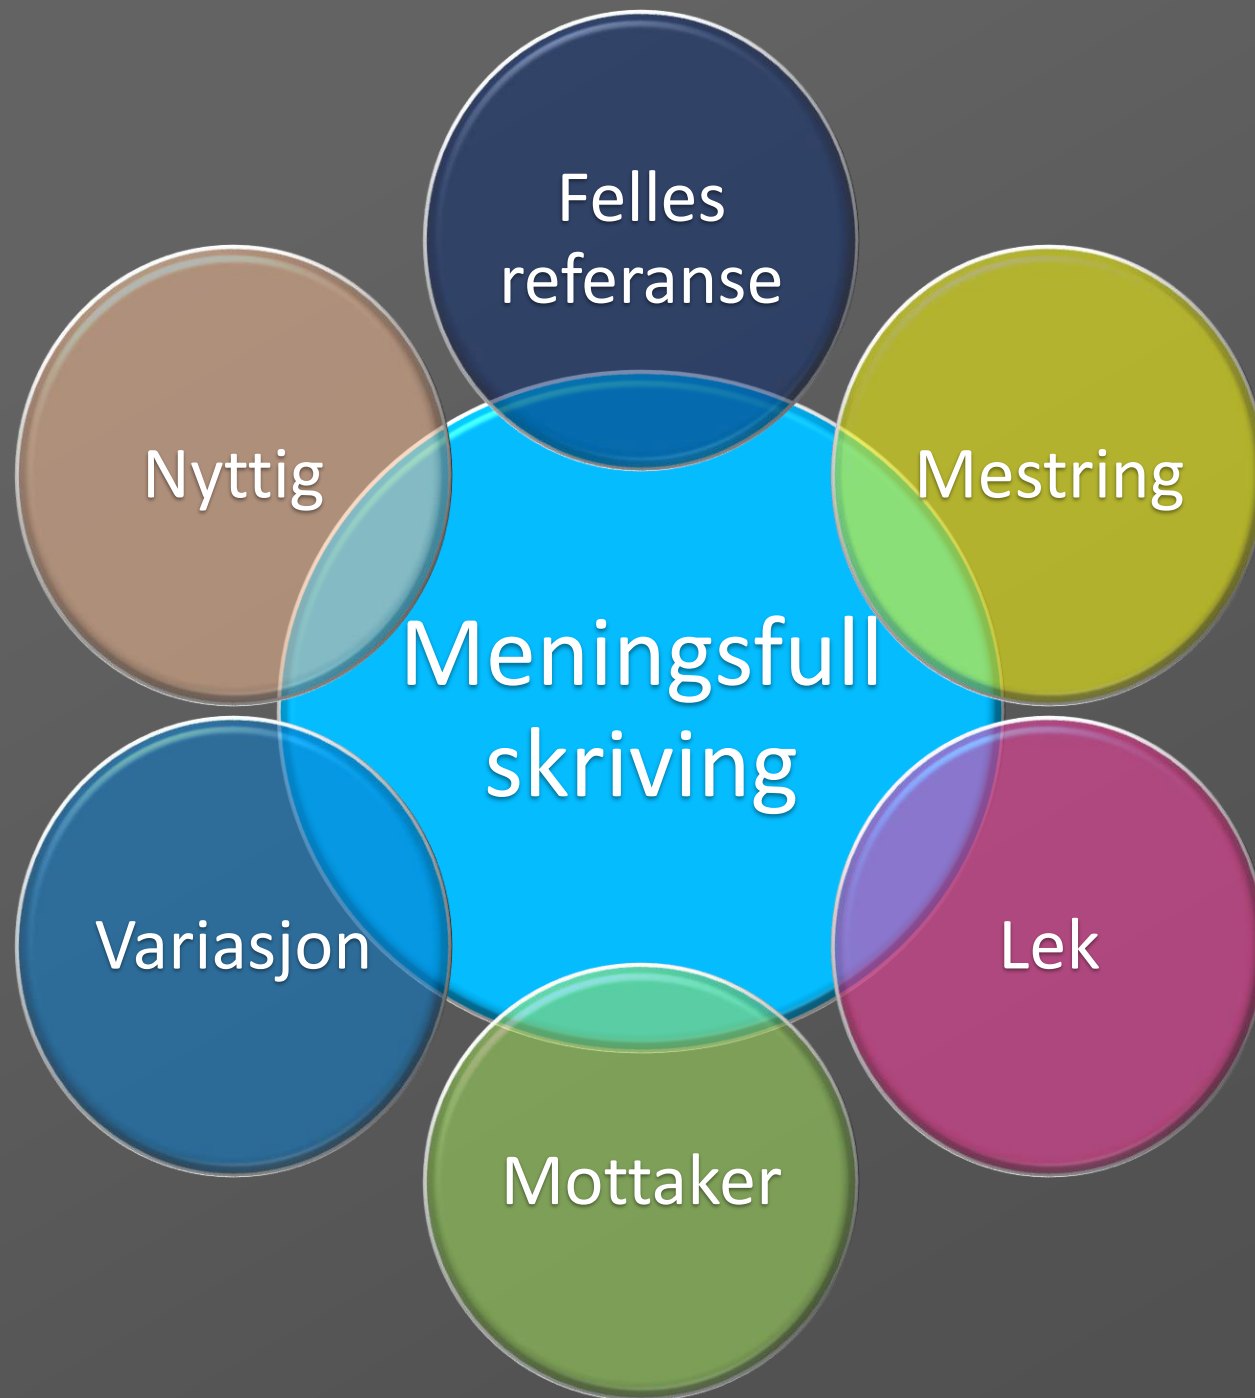 Felles
referanse
Nyttig
Mestring
Meningsfull
skriving
Variasjon
Lek
Mottaker